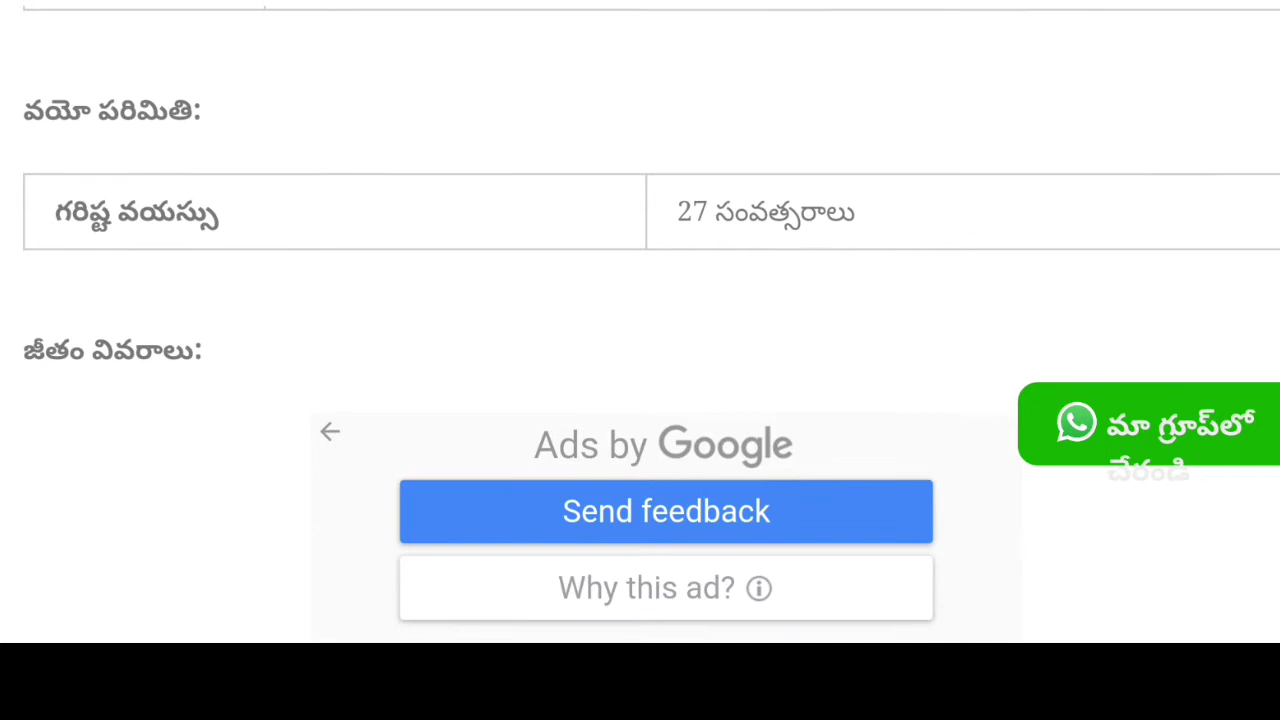 వయో పరిమితి:
గరిష్ట వయస్సు 27 సంవత్సరాలు
జీతం వివరాలు:
Ads by Google
మా గ్రూప్‌లో
చేరండి
Send feedback
Why this ad?